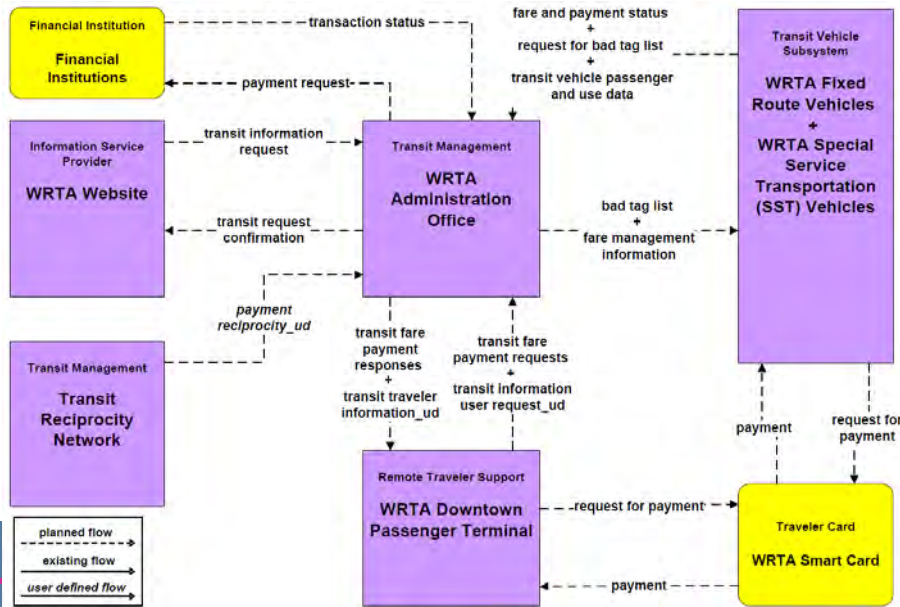 Financial Institution
Financial
Institutions
transaction status
payment request
fare and payment status
+
request for bad tag list
+
transit vehicle passenger
and use data
Transit Vehicle
Subsystem
WRTA Fixed
Route Vehicles
+
WRTA Special
Service
Transportation
(SST) Vehicles
Information Service
Provider
WRTA Website
transit information
request
transit request
confirmation
Transit Management
WRTA
Administration
Office
bad tag list
+
fare management
information
payment
reciprocity_ud
Transit Management
Transit
Reciprocity
Network
transit fare
payment
responses
+
transit traveler
information_ud
transit fare
payment requests
+
transit information
user request_ud
payment
request for
payment
Remote Traveler Support
WRTA Downtown
Passenger Terminal
request for payment
payment
Traveler Card
WRTA Smart Card
planned flow
existing flow
user defined flow